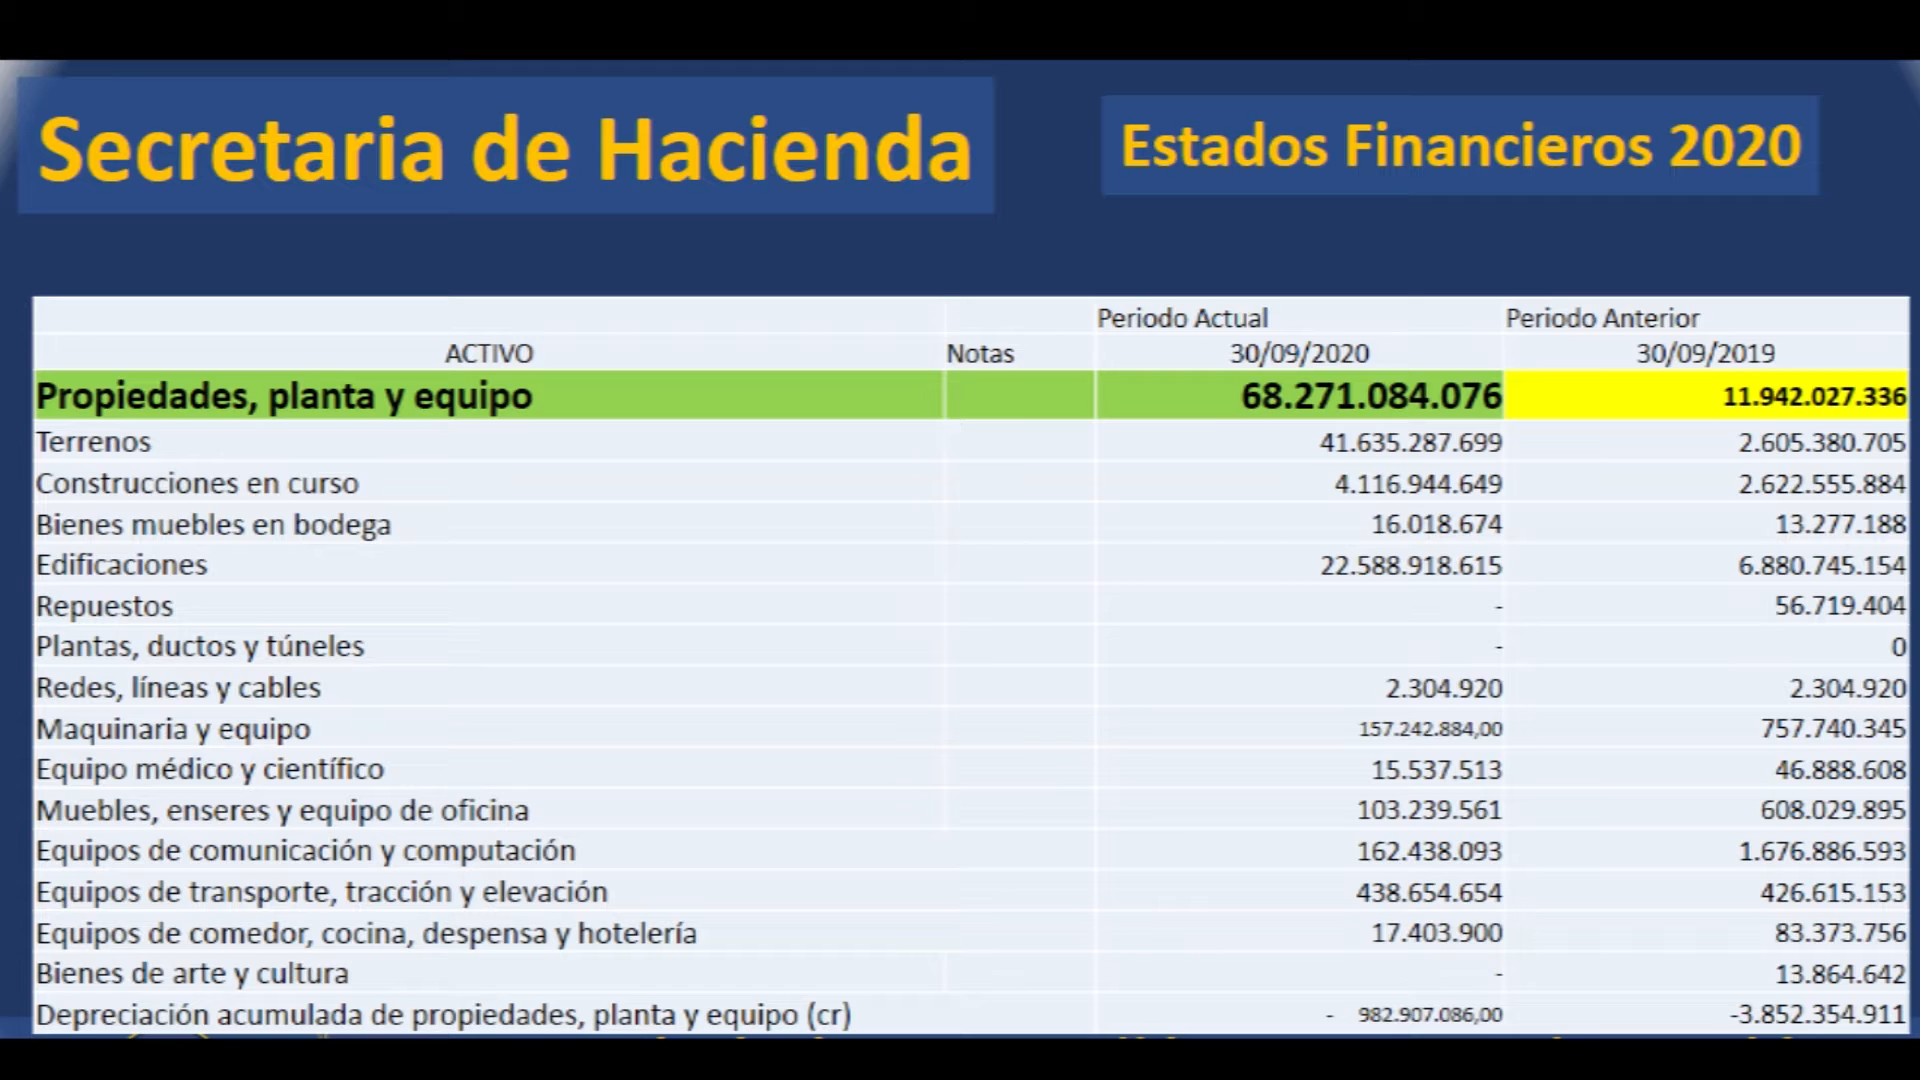 Secretaria de Hacienda
Estados Financieros 2020
Periodo Actual Periodo Anterior
ACTIVO Notas 30/09/2020 30/09/2019
Propiedades, planta y equipo 68.271.084.076 11.942.027.336
Terrenos 41.635.287.699 2.605.380.705
Construcciones en curso 4.116.944.649 2.622.555.884
Bienes muebles en bodega 16.018.674 13.277.188
Edificaciones 22.588.918.615 6.880.745.154
Repuestos - 56.719.404
Plantas, ductos y túneles - 0
Redes, líneas y cables 2.304.920 2.304.920
Maquinaria y equipo 157.242.884,00 757.740.345
Equipo médico y científico 15.537.513 46.888.608
Muebles, enseres y equipo de oficina 103.239.561 608.029.895
Equipos de comunicación y computación 162.438.093 1.676.886.593
Equipos de transporte, tracción y elevación 438.654.654 426.615.153
Equipos de comedor, cocina, despensa y hotelería 17.403.900 83.373.756
Bienes de arte y cultura - 13.864.642
Depreciación acumulada de propiedades, planta y equipo (cr) - 982.907.086,00 -3.852.354.911